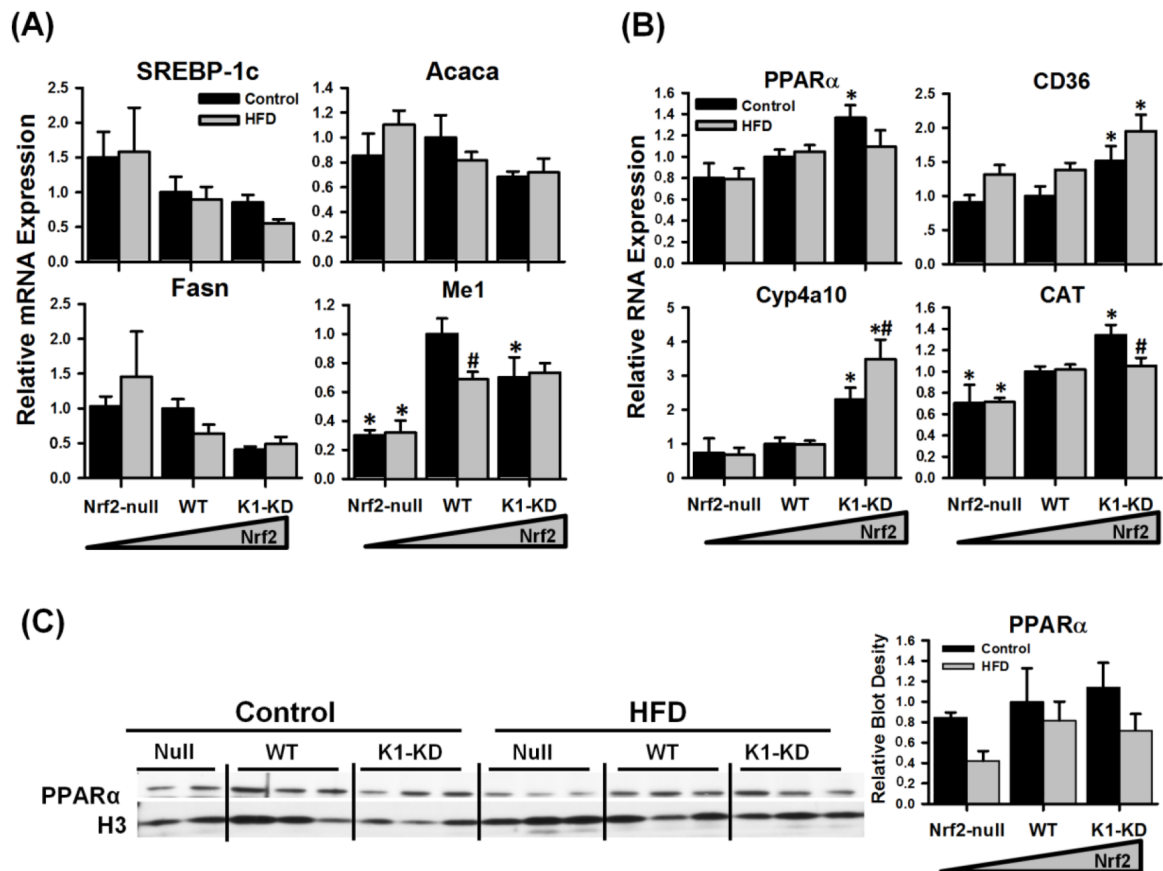 (A)
SREBP-1c
Acaca
Control
HFD
2.5
2.0
1.5
1.0
0.5
0.0
1.4
1.2
1.0
0.8
0.6
0.4
0.2
0.0
Relative mRNA Expression
Fasn
Me1
2.5
2.0
1.5
1.0
0.5
0.0
#
*
* *
1.2
1.0
0.8
0.6
0.4
0.2
0.0
Nrf2-null WT K1-KD
Nrf2-null WT K1-KD
Nrf2
Nrf2
(B)
PPARα
CD36
Control
HFD
*
* *
1.6
1.4
1.2
1.0
.8
.6
.4
.2
0.0
2.5
2.0
1.5
1.0
.5
0.0
Relative RNA Expression
Cyp4a10
CAT
*#
*
*
#
* *
5
4
3
2
1
0
1.6
1.4
1.2
1.0
0.8
0.6
0.4
0.2
0.0
Nrf2-null WT K1-KD
Nrf2-null WT K1-KD
Nrf2
Nrf2
(C)
Control HFD
Null WT K1-KD Null WT K1-KD
PPARα
H3
PPARα
Control
HFD
Relative Blot Desity
1.6
1.4
1.2
1.0
0.8
0.6
0.4
0.2
0.0
Nrf2-null WT K1-KD
Nrf2